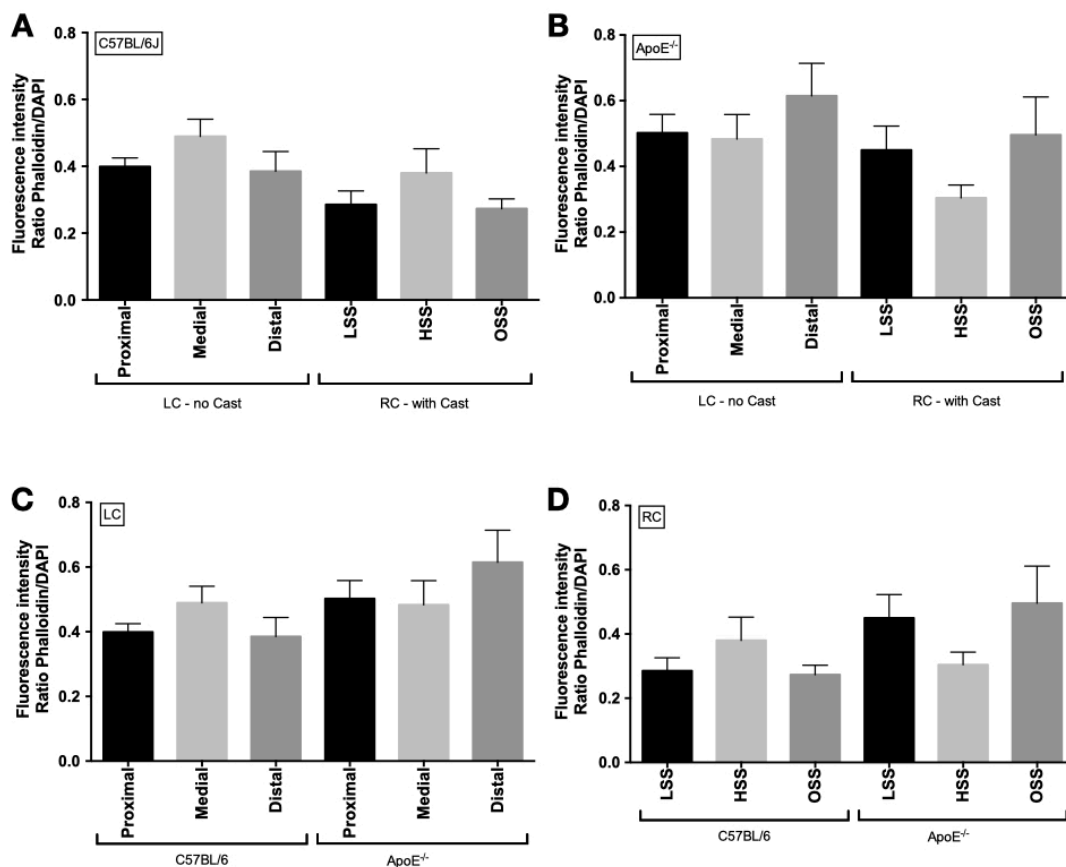 A
C57BL/6J
Fluorescence intensity
Ratio Phalloidin/DAPI
0.8
0.6
0.4
0.2
0.0
Proximal
Medial
Distal
LSS
HSS
OSS
LC - no Cast
RC - with Cast
B
ApoE-/-
Fluorescence intensity
Ratio Phalloidin/DAPI
0.8
0.6
0.4
0.2
0.0
Proximal
Medial
Distal
LSS
HSS
OSS
LC - no Cast
RC - with Cast
C
LC
Fluorescence intensity
Ratio Phalloidin/DAPI
0.8
0.6
0.4
0.2
0.0
Proximal
Medial
Distal
Proximal
Medial
Distal
C57BL/6
ApoE-/-
D
RC
Fluorescence intensity
Ratio Phalloidin/DAPI
0.8
0.6
0.4
0.2
0.0
LSS
HSS
OSS
LSS
HSS
OSS
C57BL/6
ApoE-/-